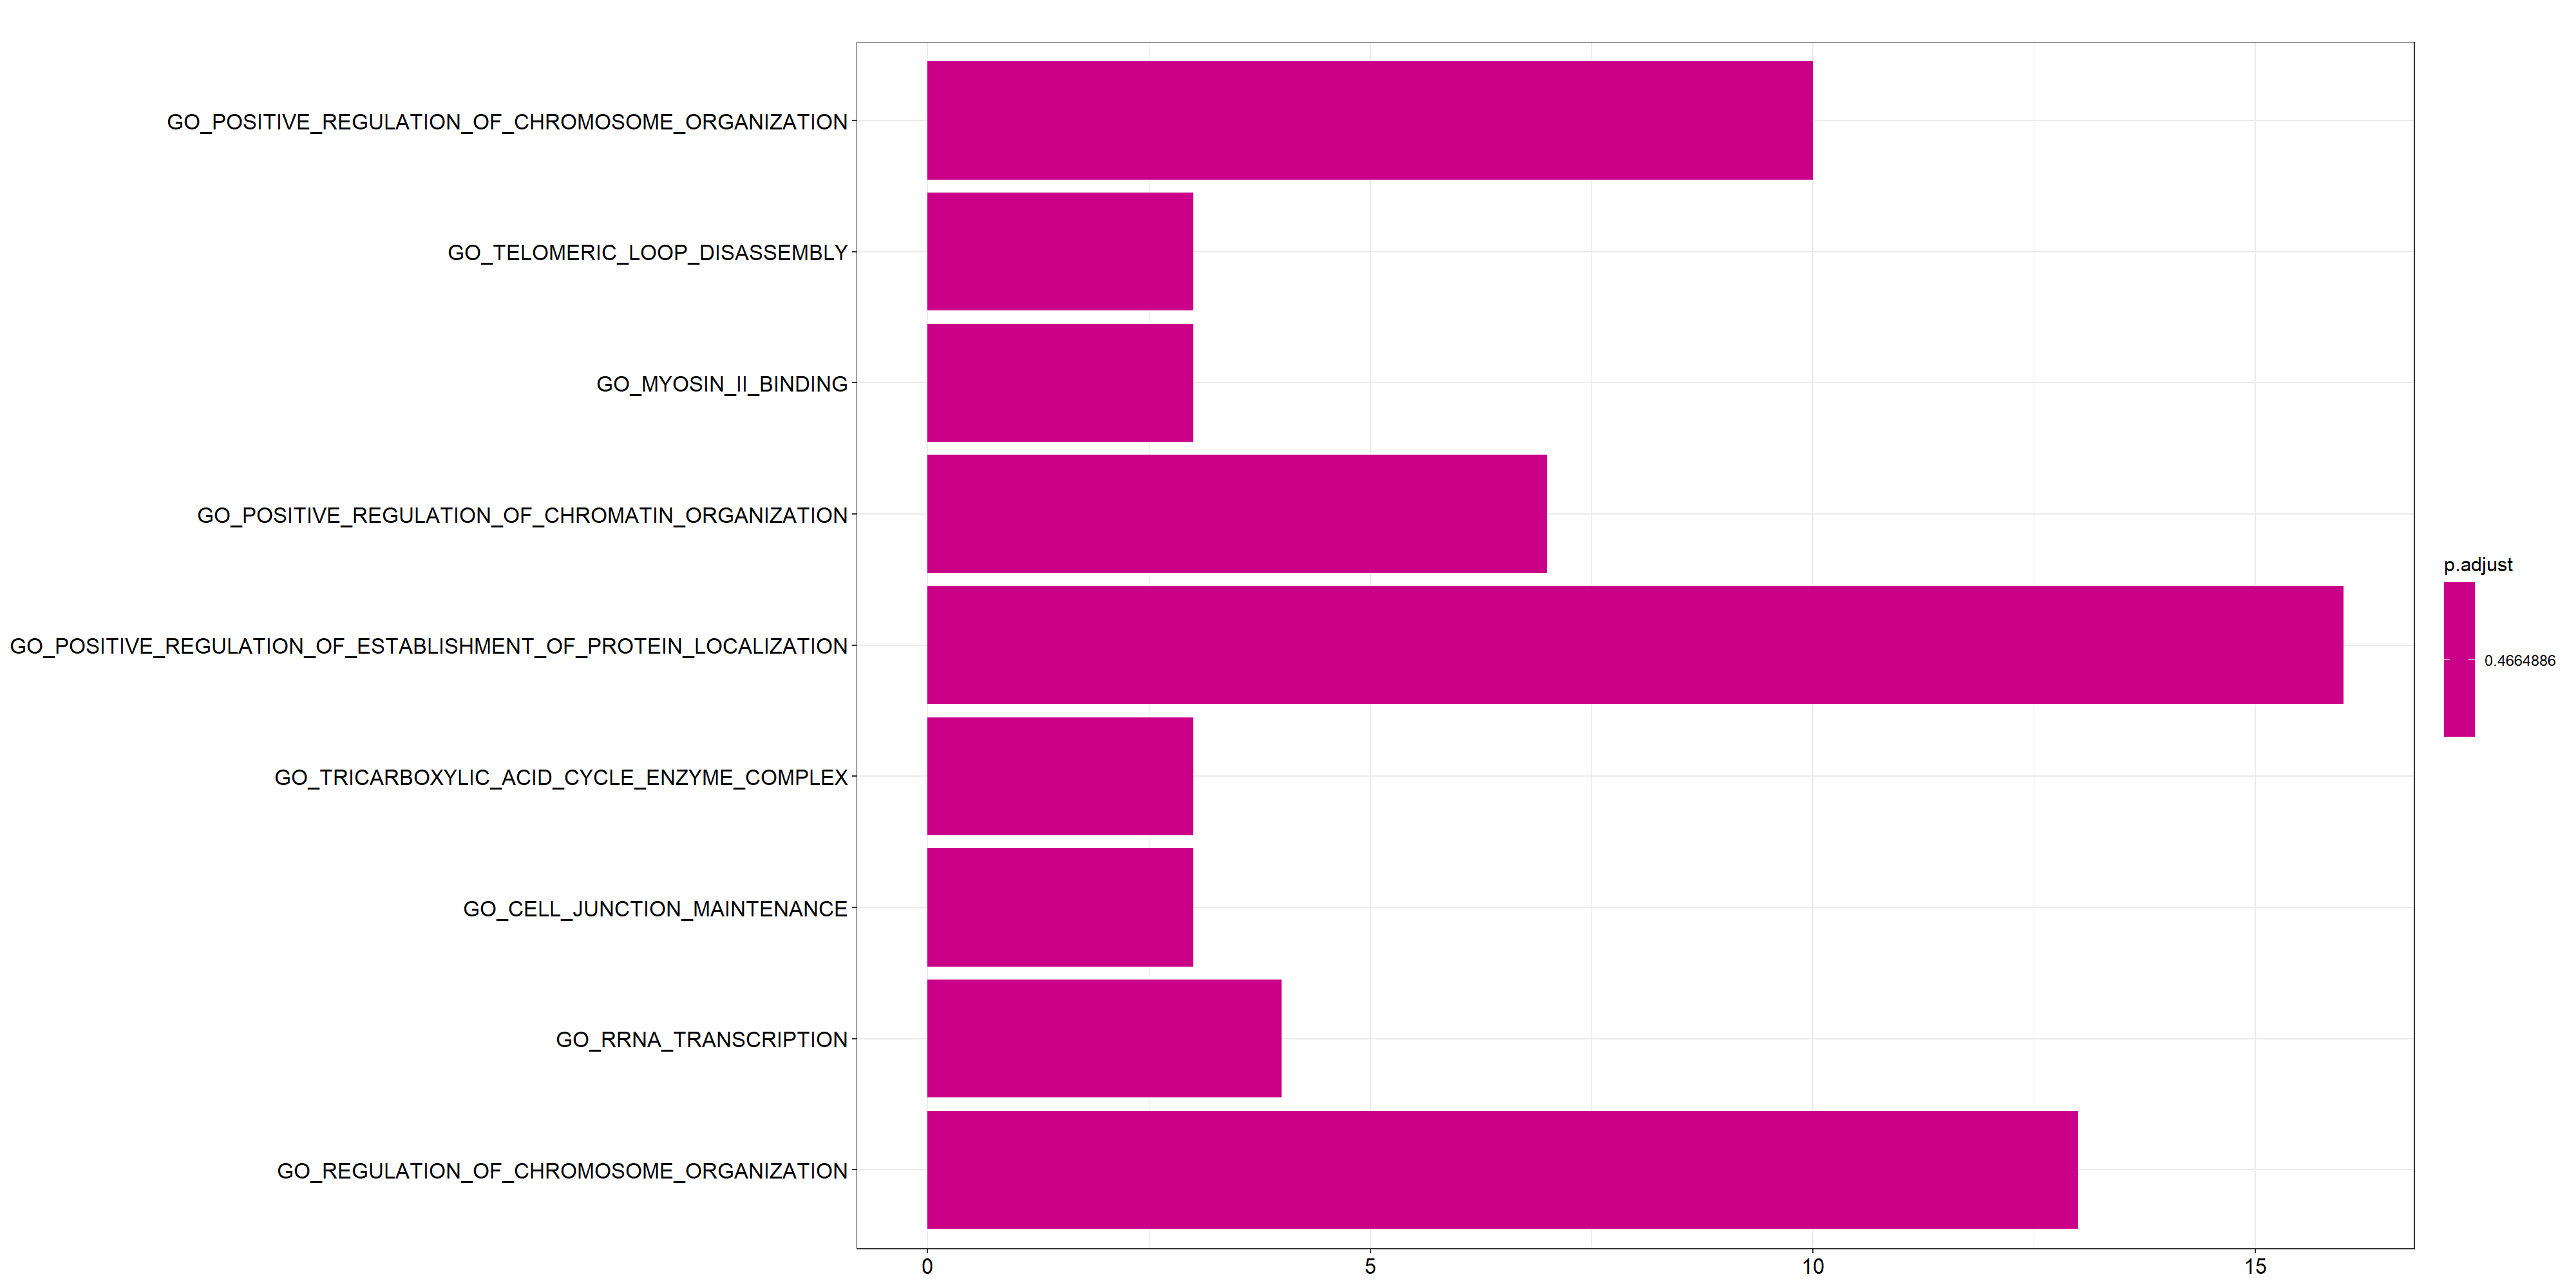 GO_POSITIVE_REGULATION_OF_CHROMOSOME_ORGANIZATION
GO_TELOMERIC_LOOP_DISASSEMBLY
GO_MYOSIN_II_BINDING
GO_POSITIVE_REGULATION_OF_CHROMATIN_ORGANIZATION
GO_POSITIVE_REGULATION_OF_ESTABLISHMENT_OF_PROTEIN_LOCALIZATION
GO_TRICARBOXYLIC_ACID_CYCLE_ENZYME_COMPLEX
GO_CELL_JUNCTION_MAINTENANCE
GO_RRNA_TRANSCRIPTION
GO_REGULATION_OF_CHROMOSOME_ORGANIZATION
0 5 10 15
p.adjust
0.4664886